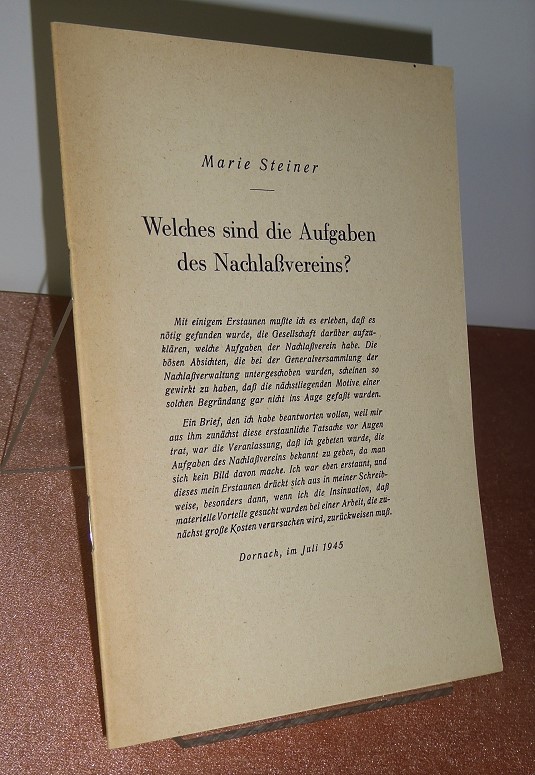 Marie Steiner
Welches sind die Aufgaben
des Nachlaßvereins?
Mit einigem Erstaunen mußte ich es erleben, daß es
nötig gefunden wurde, die Gesellschaft darüber aufzu-
klären, welche Aufgaben der Nachlaßverein habe. Die
bösen Absichten, die bei der Generalversammlung der
Nachlaßverwaltung untergeschoben wurden, scheinen so
gewirkt zu haben, daß die nächstliegenden Motive einer
solchen Begründung gar nicht ins Auge gefaßt wurden.
Ein Brief, den ich habe beantworten wollen, weil mir
aus ihm zunächst diese erstaunliche Tatsache vor Augen
trat, war die Veranlassung, daß ich gebeten wurde, die
Aufgaben des Nachlaßvereins bekannt zu geben, da man
sich kein Bild davon mache. Ich war eben erstaunt, und
dieses mein Erstaunen drückt sich aus in meiner Schreib-
weise, besonders dann, wenn ich die Insinuation, daß
materielle Vorteile gesucht wurden bei einer Arbeit, die zu-
nächst große Kosten verursachen wird, zurückweisen muß.
Dornach, im Juli 1945